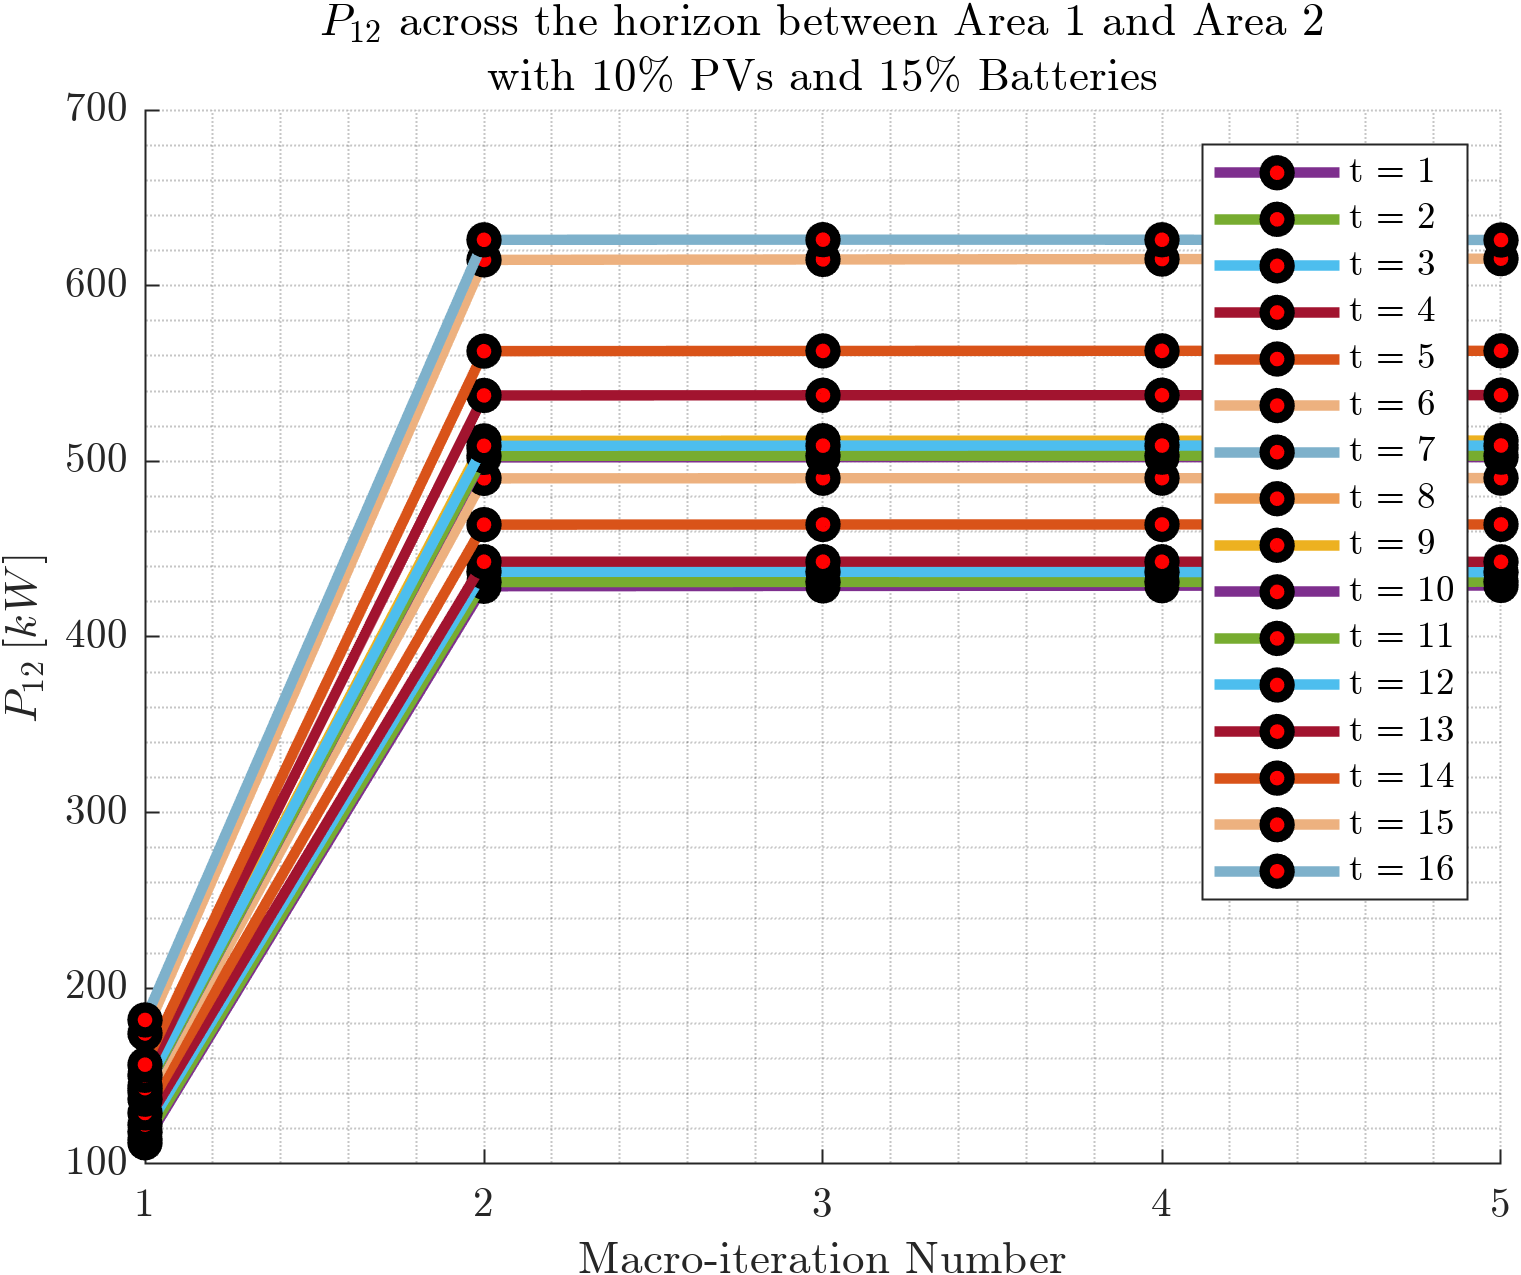 P₁₂ across the horizon between Area 1 and Area 2
with 10% PVs and 15% Batteries
P₁₂ [kW]
700
600
500
400
300
200
100
1
2
3
4
5
Macro-iteration Number
t = 1
t = 2
t = 3
t = 4
t = 5
t = 6
t = 7
t = 8
t = 9
t = 10
t = 11
t = 12
t = 13
t = 14
t = 15
t = 16